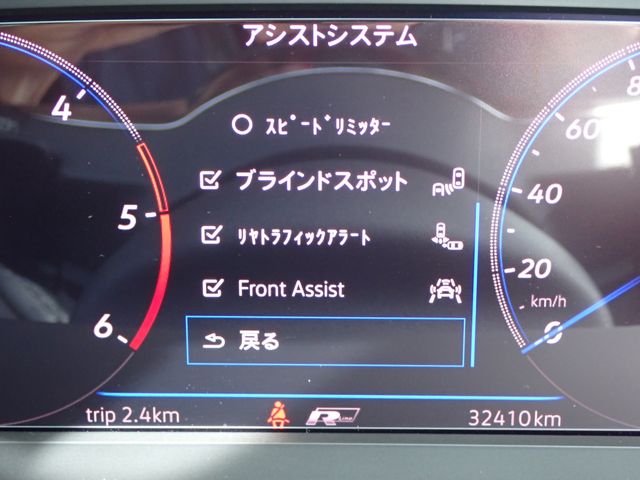 アシストシステム
スピードリミッター
ブラインドスポット
リヤトラフィックアラート
Front Assist
戻る
4
5
6
8
60
40
20
km/h
0
trip 2.4km
R Line
32410km